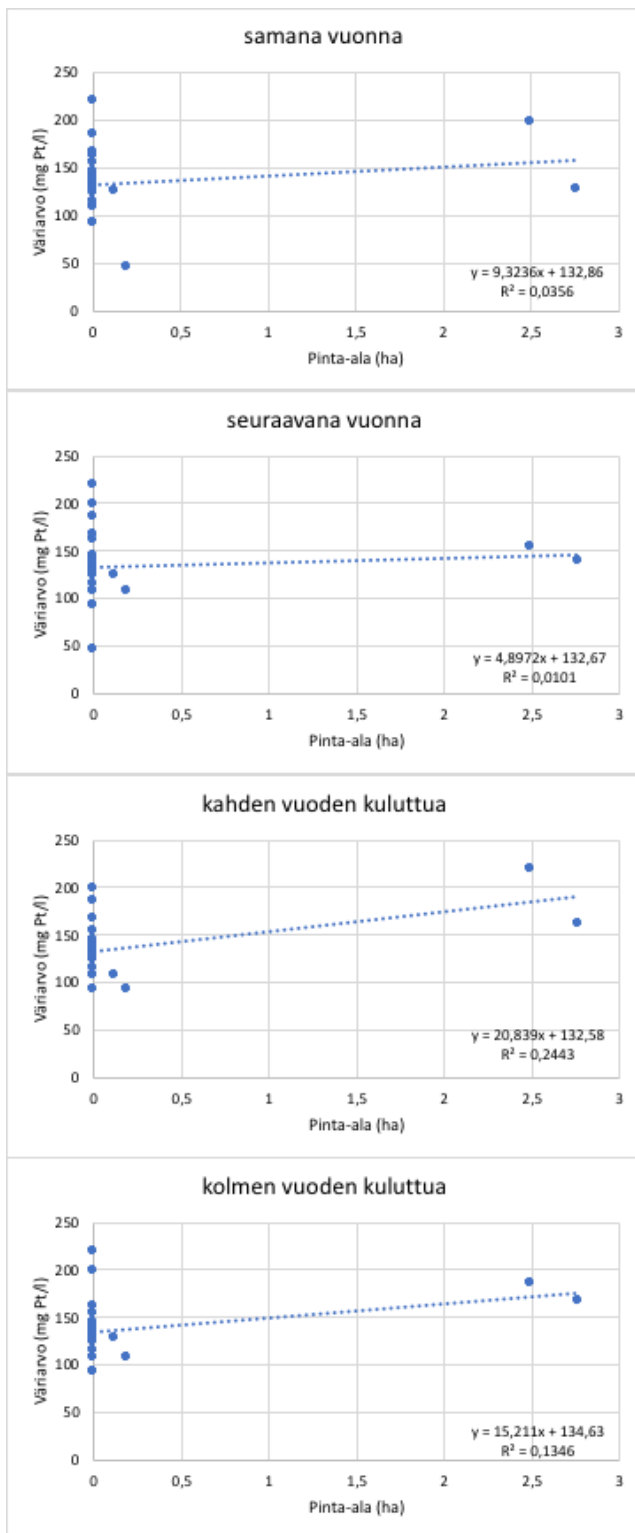 samana vuonna
Väriarvo (mg Pt/l)
250
200
150
100
50
0
y = 9,3236x + 132,86
R² = 0,0356
0 0,5 1 1,5 2 2,5 3
Pinta-ala (ha)
seuraavana vuonna
Väriarvo (mg Pt/l)
250
200
150
100
50
0
y = 4,8972x + 132,67
R² = 0,0101
0 0,5 1 1,5 2 2,5 3
Pinta-ala (ha)
kahden vuoden kuluttua
Väriarvo (mg Pt/l)
250
200
150
100
50
0
y = 20,839x + 132,58
R² = 0,2443
0 0,5 1 1,5 2 2,5 3
Pinta-ala (ha)
kolmen vuoden kuluttua
Väriarvo (mg Pt/l)
250
200
150
100
50
0
y = 15,211x + 134,63
R² = 0,1346
0 0,5 1 1,5 2 2,5 3
Pinta-ala (ha)